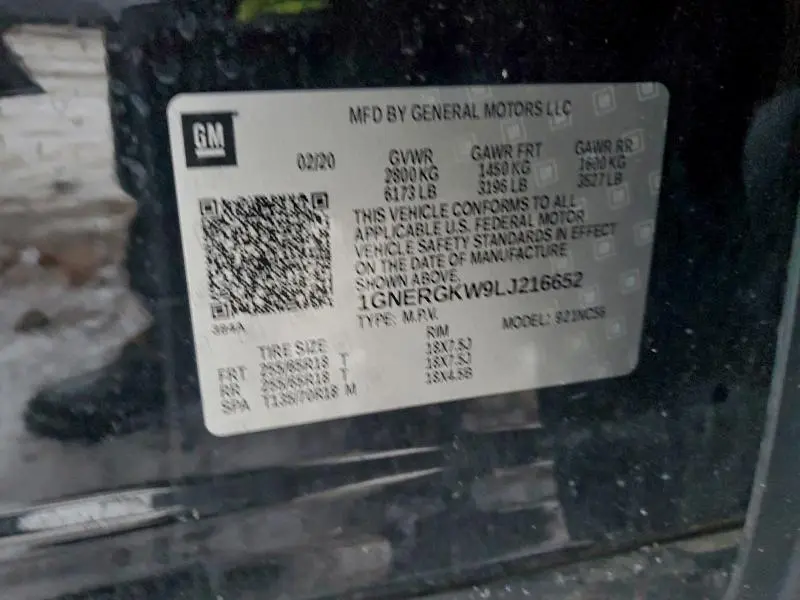 MFD BY GENERAL MOTORS LLC
GM
02/20
GVWR GAWR FRT GAWR RR
2800 KG 1450 KG 1600 KG
6173 LB 3196 LB 3527 LB
THIS VEHICLE CONFORMS TO ALL
APPLICABLE U.S. FEDERAL MOTOR
VEHICLE SAFETY STANDARDS IN EFFECT
ON THE DATE OF MANUFACTURE
SHOWN ABOVE.
1GNERGKW9LJ216652
TYPE: M.P.V. MODEL: 921NC56
384A
TIRE SIZE RIM
FRT 255/65R18 T 18X7.5J
RR 255/65R18 T 18X7.5J
SPA T135/70R18 M 18X4.5B